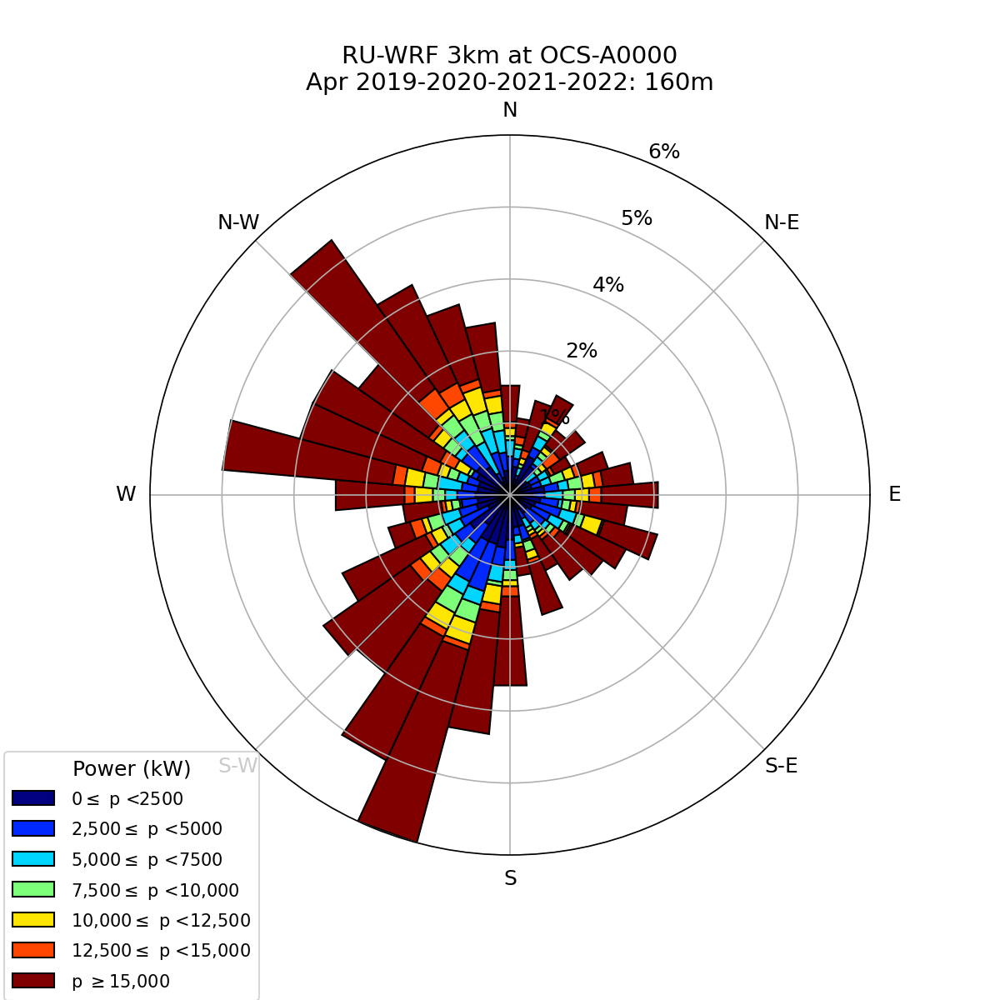 RU-WRF 3km at OCS-A0000
Apr 2019-2020-2021-2022: 160m
N
6%
N-W
5%
N-E
4%
2%
1%
W
E
S-W
S-E
S
Power (kW)
0≤ p <2500
2,500≤ p <5000
5,000≤ p <7500
7,500≤ p <10,000
10,000≤ p <12,500
12,500≤ p <15,000
p ≥15,000